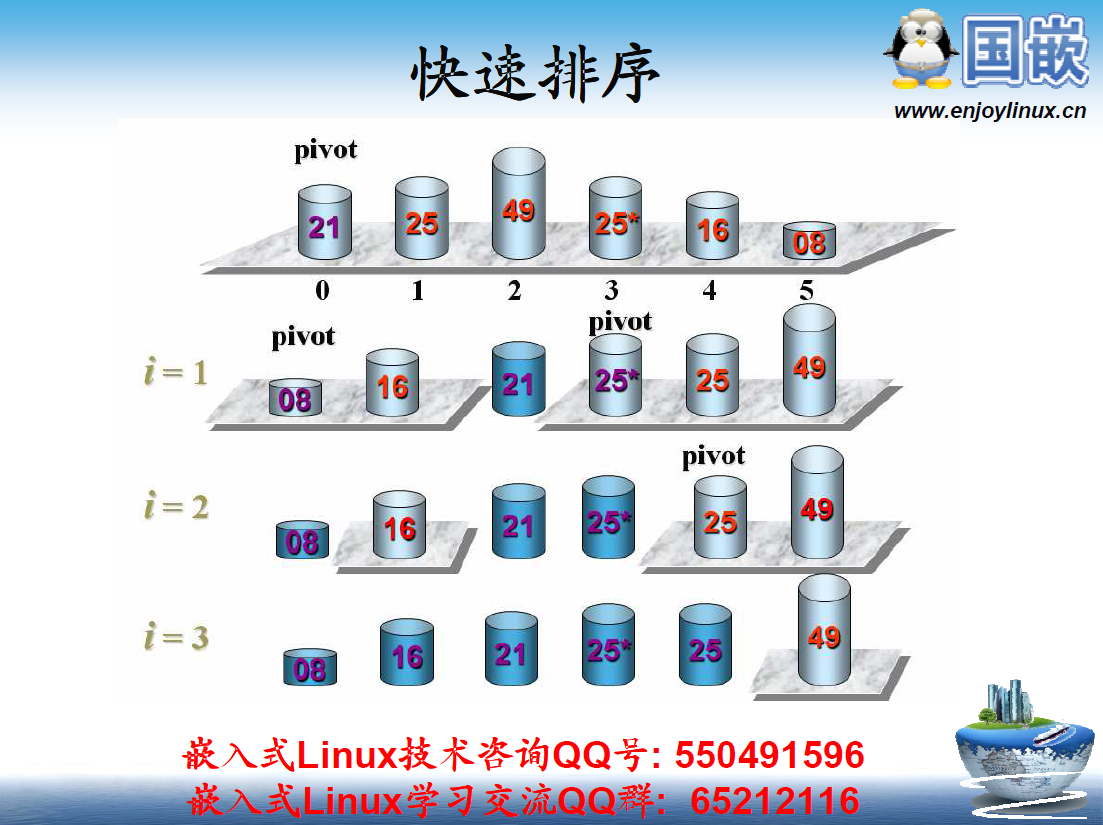 快速排序
国嵌
www.enjoylinux.cn
pivot
21 25 49 25* 16 08
0 1 2 3 4 5
pivot pivot
i = 1 08 16 21 25* 25 49
pivot
i = 2 08 16 21 25* 25 49
i = 3 08 16 21 25* 25 49
嵌入式Linux技术咨询QQ号: 550491596
嵌入式Linux学习交流QQ群: 65212116